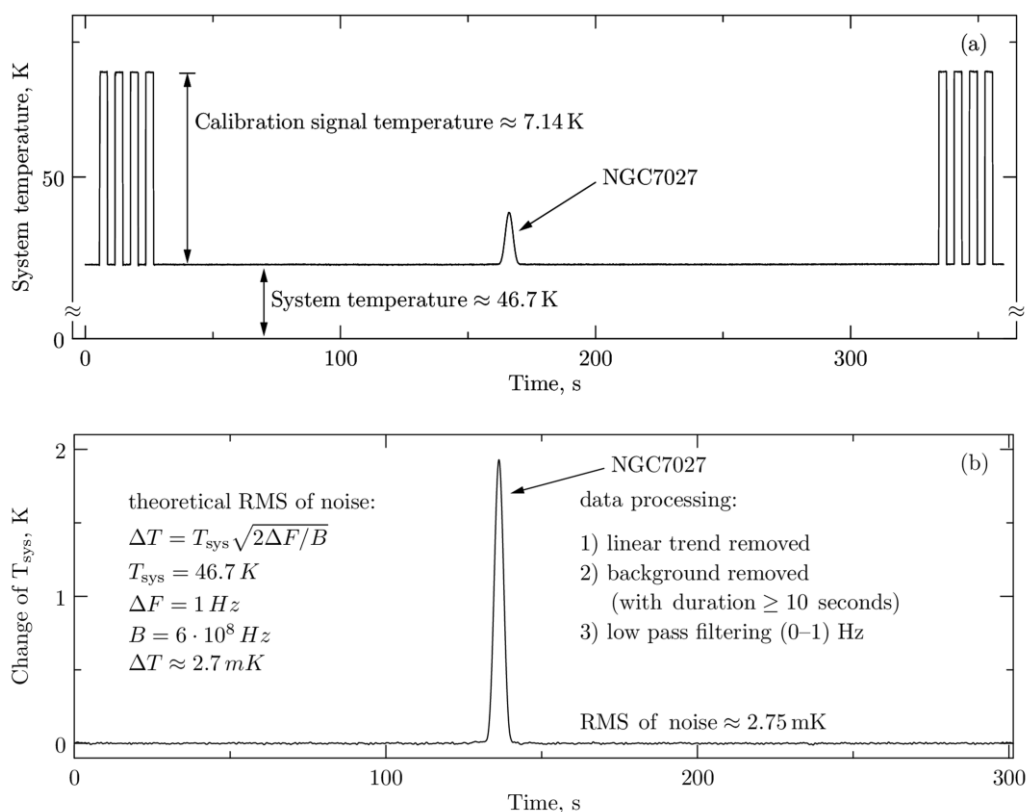 (a)
System temperature, K
50
0
≈
≈
Calibration signal temperature ≈ 7.14 K
NGC7027
System temperature ≈ 46.7 K
0
100
200
300
Time, s
(b)
Change of T_sys, K
2
1
0
NGC7027
theoretical RMS of noise:
ΔT = T_sys √(2ΔF/B)
T_sys = 46.7 K
ΔF = 1 Hz
B = 6 · 10⁸ Hz
ΔT ≈ 2.7 mK
data processing:
1) linear trend removed
2) background removed
(with duration ≥ 10 seconds)
3) low pass filtering (0–1) Hz
RMS of noise ≈ 2.75 mK
0
100
200
300
Time, s